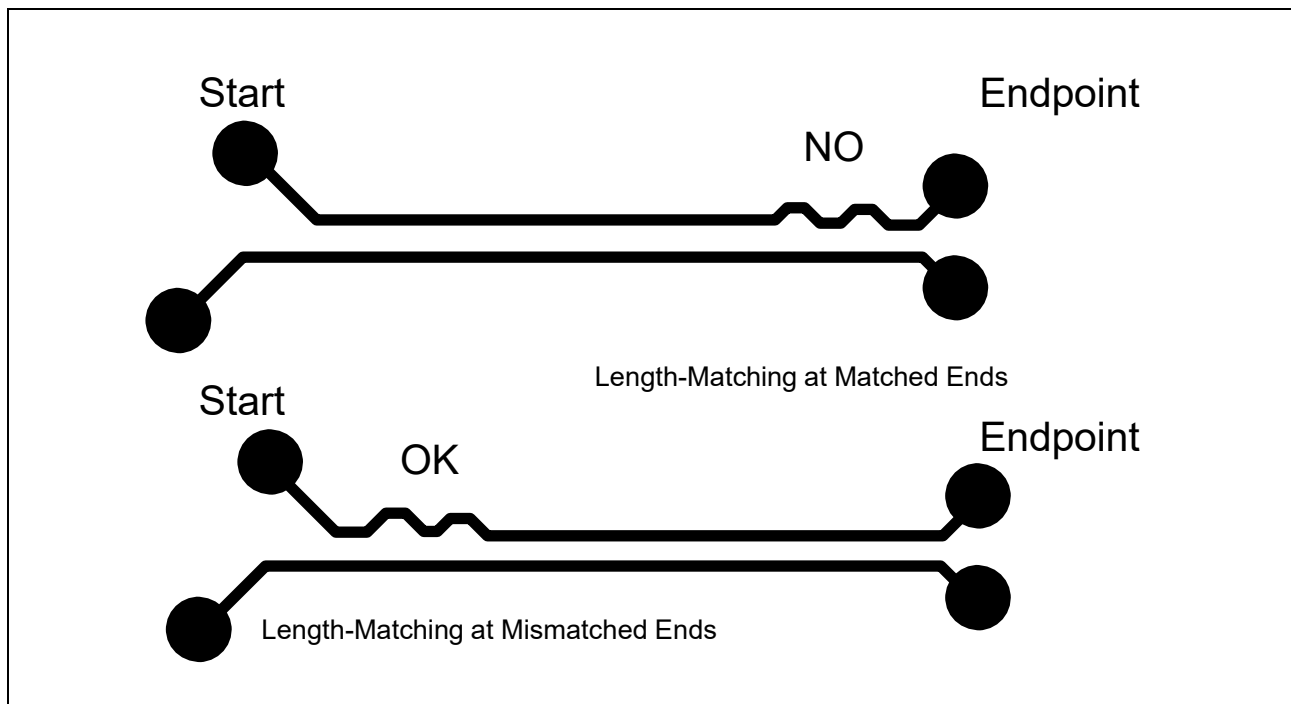 Start
Endpoint
NO
Length-Matching at Matched Ends
Start
Endpoint
OK
Length-Matching at Mismatched Ends